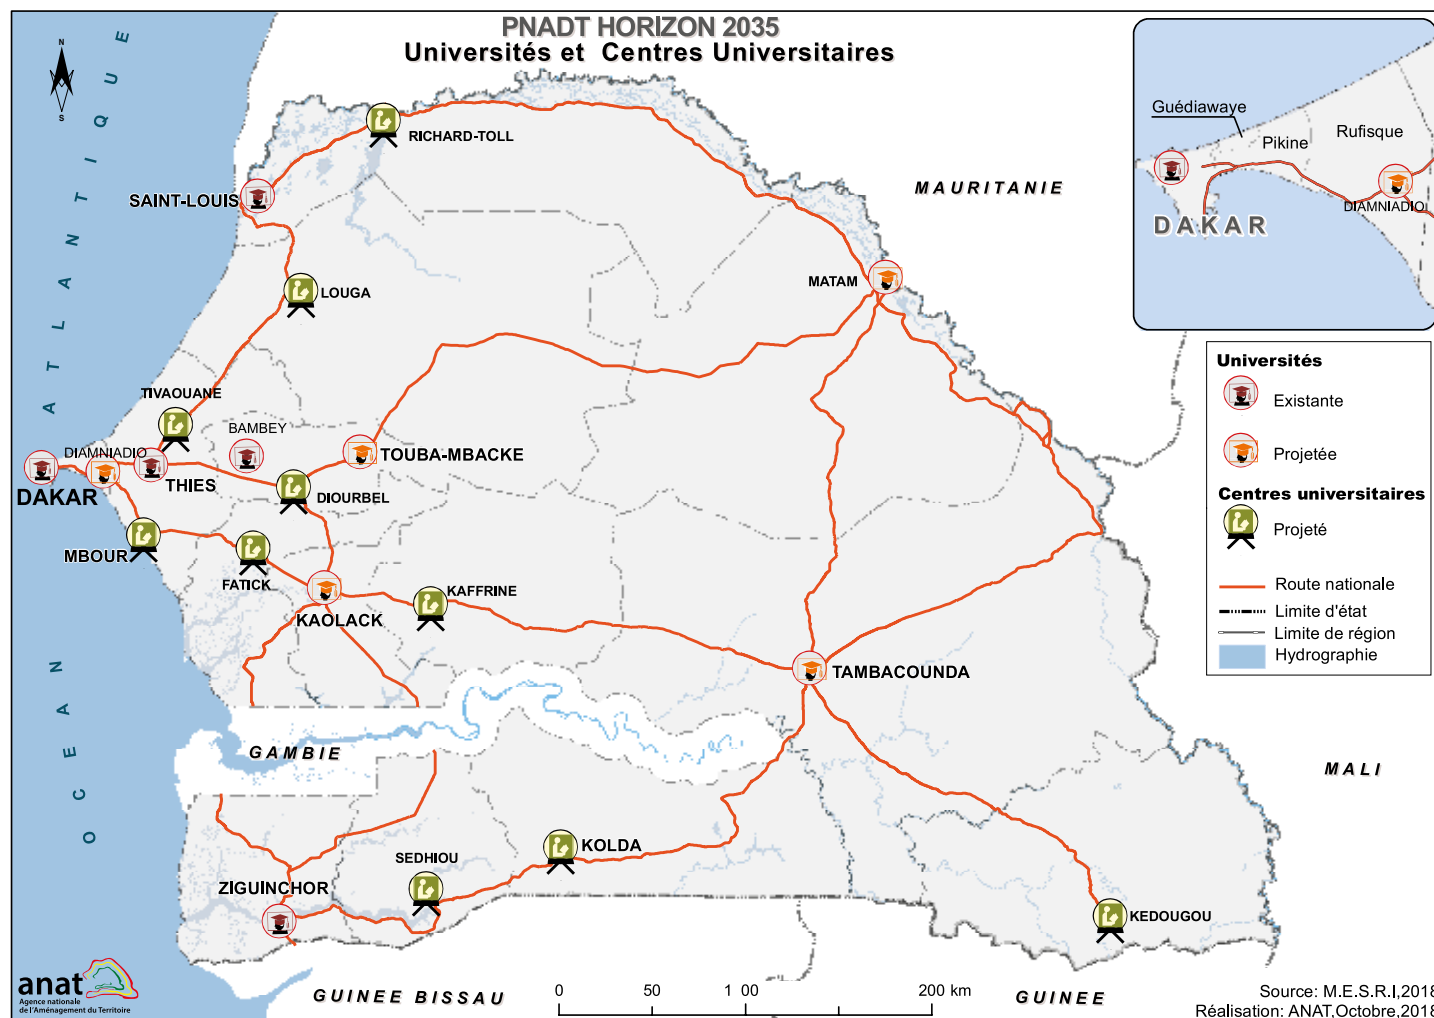 PNADT HORIZON 2035
Universités et Centres Universitaires
N
S
OCEAN ATLANTIQUE
RICHARD-TOLL
SAINT-LOUIS
MAURITANIE
LOUGA
MATAM
TIVAOUANE
BAMBEY
DIAMNIADIO
TOUBA-MBACKE
THIES
DAKAR
DIOURBEL
MBOUR
FATICK
KAFFRINE
KAOLACK
TAMBACOUNDA
GAMBIE
MALI
KOLDA
SEDHIOU
ZIGUINCHOR
KEDOUGOU
GUINEE BISSAU
GUINEE
Guédiawaye
Pikine
Rufisque
DIAMNIADIO
DAKAR
Universités
Existante
Projetée
Centres universitaires
Projeté
Route nationale
Limite d'état
Limite de région
Hydrographie
0 50 1 00 200 km
anat
Agence nationale
de l'Aménagement du Territoire
Source: M.E.S.R.I,2018
Réalisation: ANAT,Octobre,2018